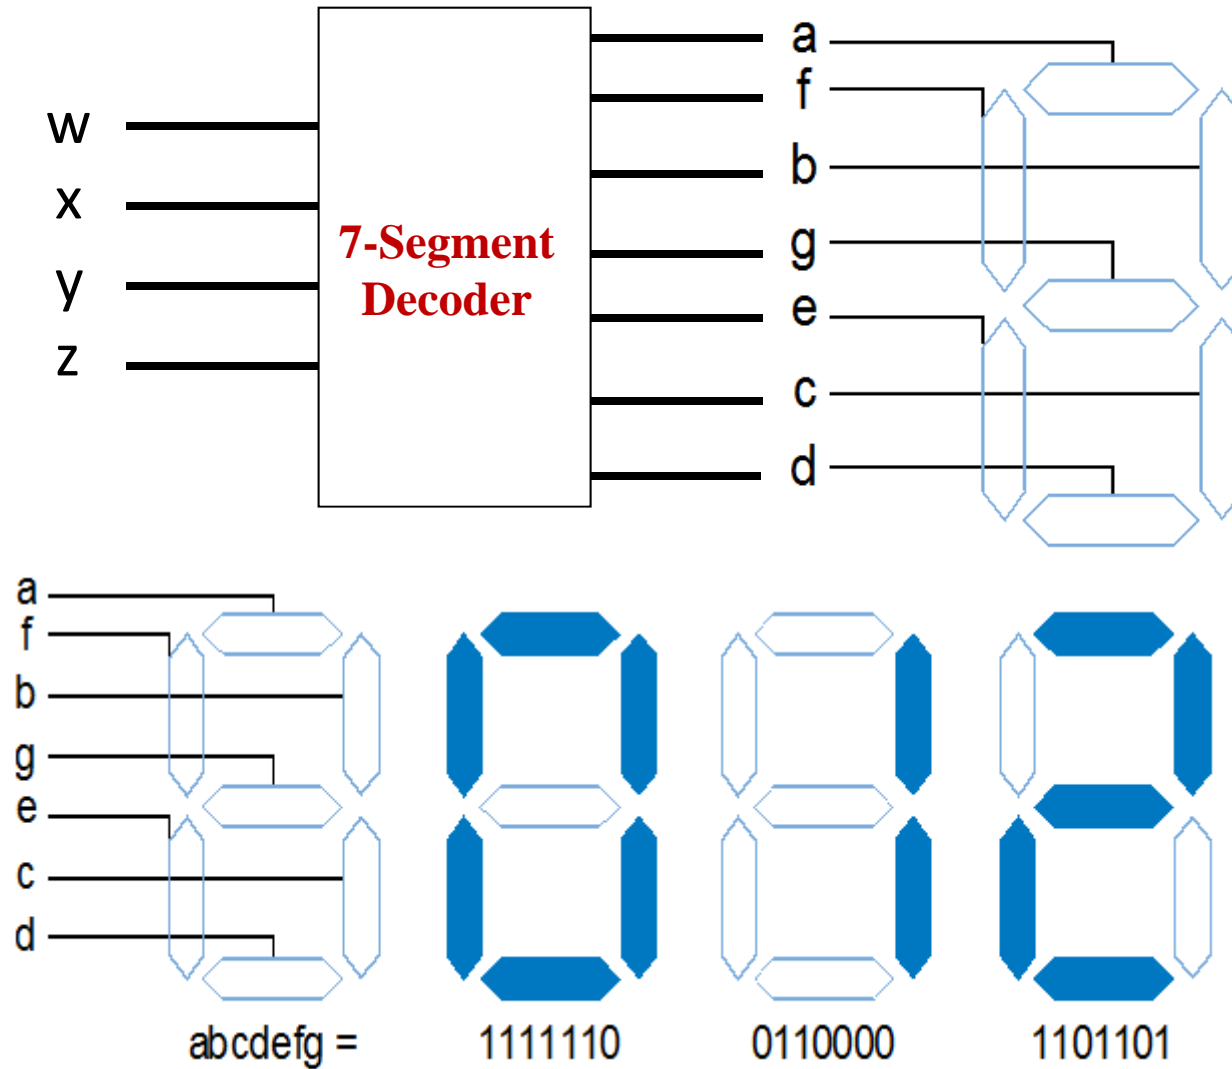 w
x
y
z
7-Segment
Decoder
a
f
b
g
e
c
d
a
f
b
g
e
c
d
abcdefg =
1111110
0110000
1101101